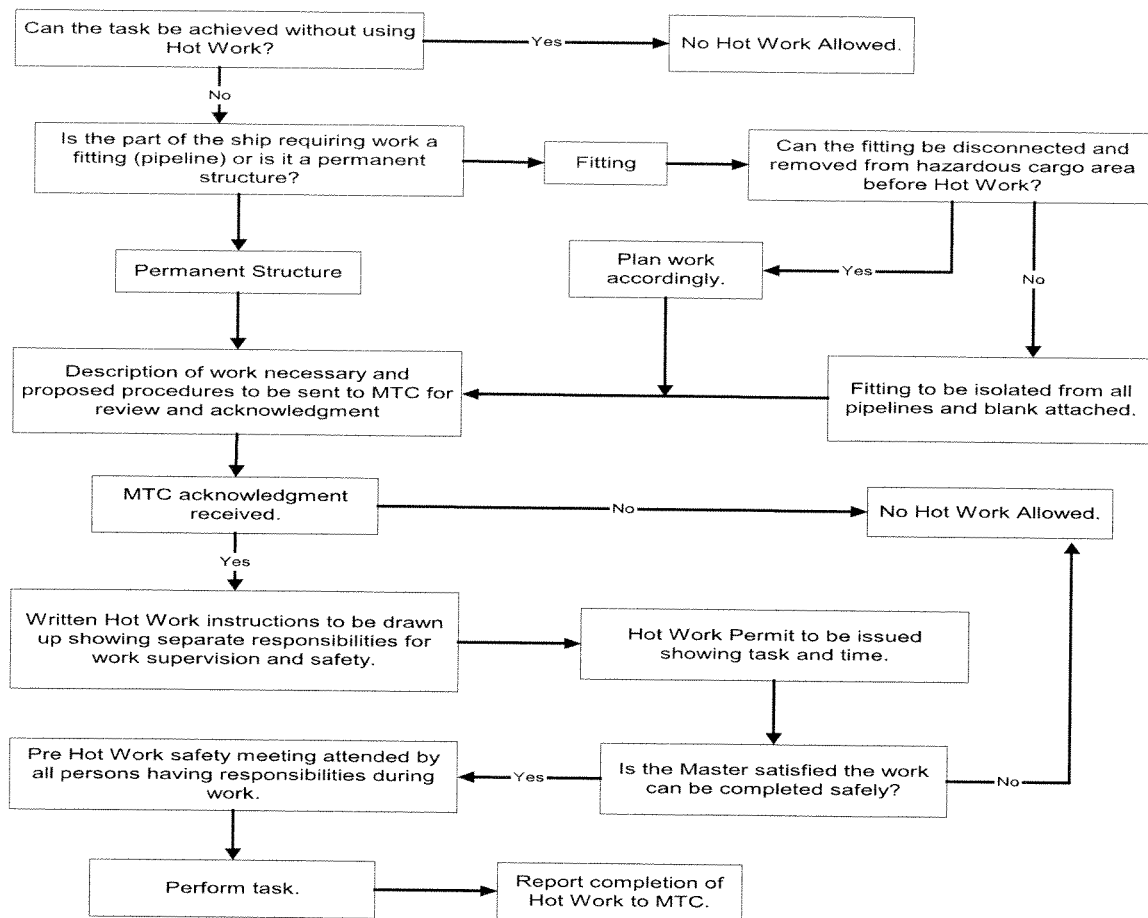 Can the task be achieved without using
Hot Work?
Yes
No Hot Work Allowed.
No
Is the part of the ship requiring work a
fitting (pipeline) or is it a permanent
structure?
Fitting
Can the fitting be disconnected and
removed from hazardous cargo area
before Hot Work?
Permanent Structure
Plan work
accordingly.
Yes
No
Description of work necessary and
proposed procedures to be sent to MTC for
review and acknowledgment
Fitting to be isolated from all
pipelines and blank attached.
MTC acknowledgment
received.
No
No Hot Work Allowed.
Yes
Written Hot Work instructions to be drawn
up showing separate responsibilities for
work supervision and safety.
Hot Work Permit to be issued
showing task and time.
Pre Hot Work safety meeting attended by
all persons having responsibilities during
work.
Yes
Is the Master satisfied the work
can be completed safely?
No
Perform task.
Report completion of
Hot Work to MTC.